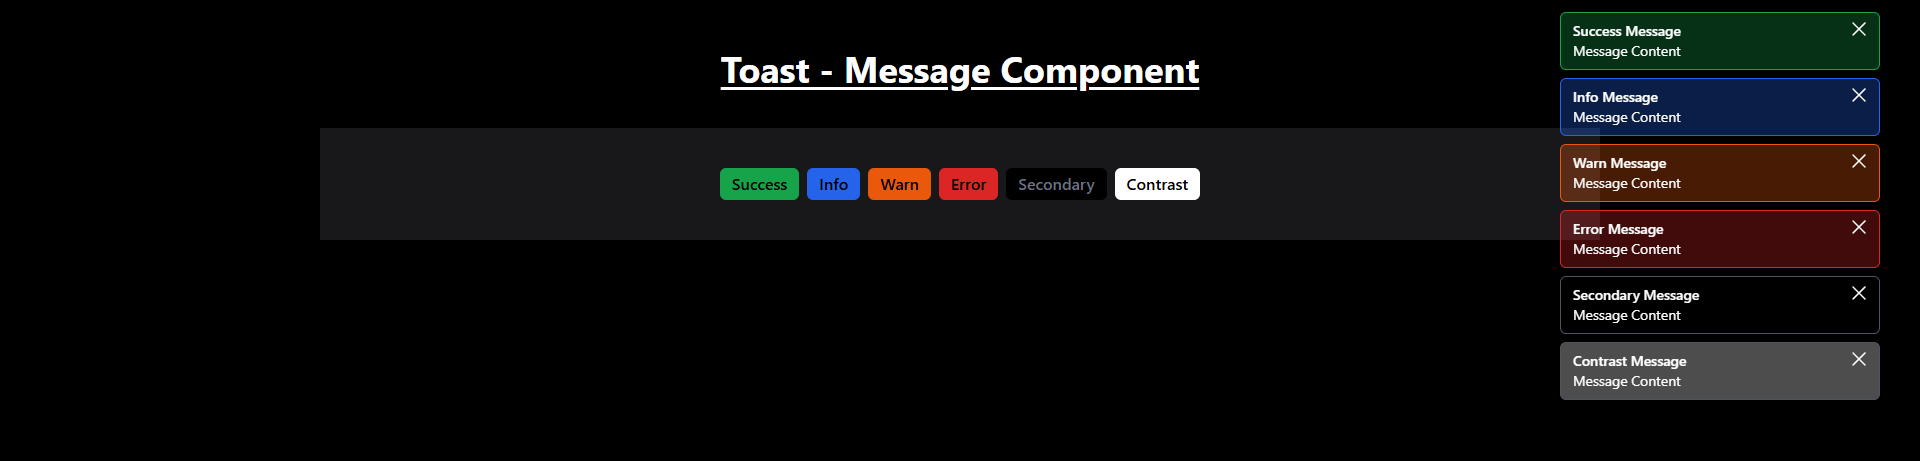 Toast - Message Component
Success Info Warn Error Secondary Contrast
Success Message
Message Content
Info Message
Message Content
Warn Message
Message Content
Error Message
Message Content
Secondary Message
Message Content
Contrast Message
Message Content